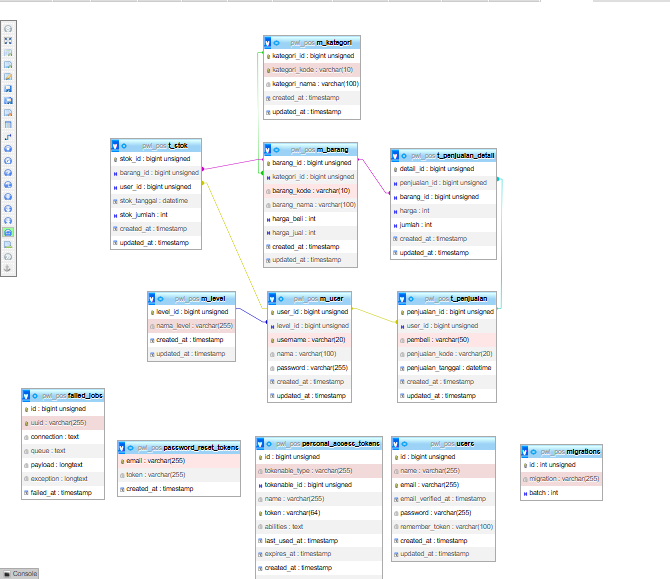 pwl_pos m_kategori
kategori_id : bigint unsigned
kategori_kode : varchar(10)
kategori_nama : varchar(100)
created_at : timestamp
updated_at : timestamp
pwl_pos t_stok
stok_id : bigint unsigned
barang_id : bigint unsigned
user_id : bigint unsigned
stok_tanggal : datetime
stok_jumlah : int
created_at : timestamp
updated_at : timestamp
pwl_pos m_barang
barang_id : bigint unsigned
kategori_id : bigint unsigned
barang_kode : varchar(10)
barang_nama : varchar(100)
harga_beli : int
harga_jual : int
created_at : timestamp
updated_at : timestamp
pwl_pos t_penjualan_detail
detail_id : bigint unsigned
penjualan_id : bigint unsigned
barang_id : bigint unsigned
harga : int
jumlah : int
created_at : timestamp
updated_at : timestamp
pwl_pos m_level
level_id : bigint unsigned
nama_level : varchar(255)
created_at : timestamp
updated_at : timestamp
pwl_pos m_user
user_id : bigint unsigned
level_id : bigint unsigned
username : varchar(20)
nama : varchar(100)
password : varchar(255)
created_at : timestamp
updated_at : timestamp
pwl_pos t_penjualan
penjualan_id : bigint unsigned
user_id : bigint unsigned
pembeli : varchar(50)
penjualan_kode : varchar(20)
penjualan_tanggal : datetime
created_at : timestamp
updated_at : timestamp
pwl_pos failed_jobs
id : bigint unsigned
uuid : varchar(255)
connection : text
queue : text
payload : longtext
exception : longtext
failed_at : timestamp
pwl_pos password_reset_tokens
email : varchar(255)
token : varchar(255)
created_at : timestamp
pwl_pos personal_access_tokens
id : bigint unsigned
tokenable_type : varchar(255)
tokenable_id : bigint unsigned
name : varchar(255)
token : varchar(64)
abilities : text
last_used_at : timestamp
expires_at : timestamp
created_at : timestamp
pwl_pos users
id : bigint unsigned
name : varchar(255)
email : varchar(255)
email_verified_at : timestamp
password : varchar(255)
remember_token : varchar(100)
created_at : timestamp
updated_at : timestamp
pwl_pos migrations
id : int unsigned
migration : varchar(255)
batch : int
Console